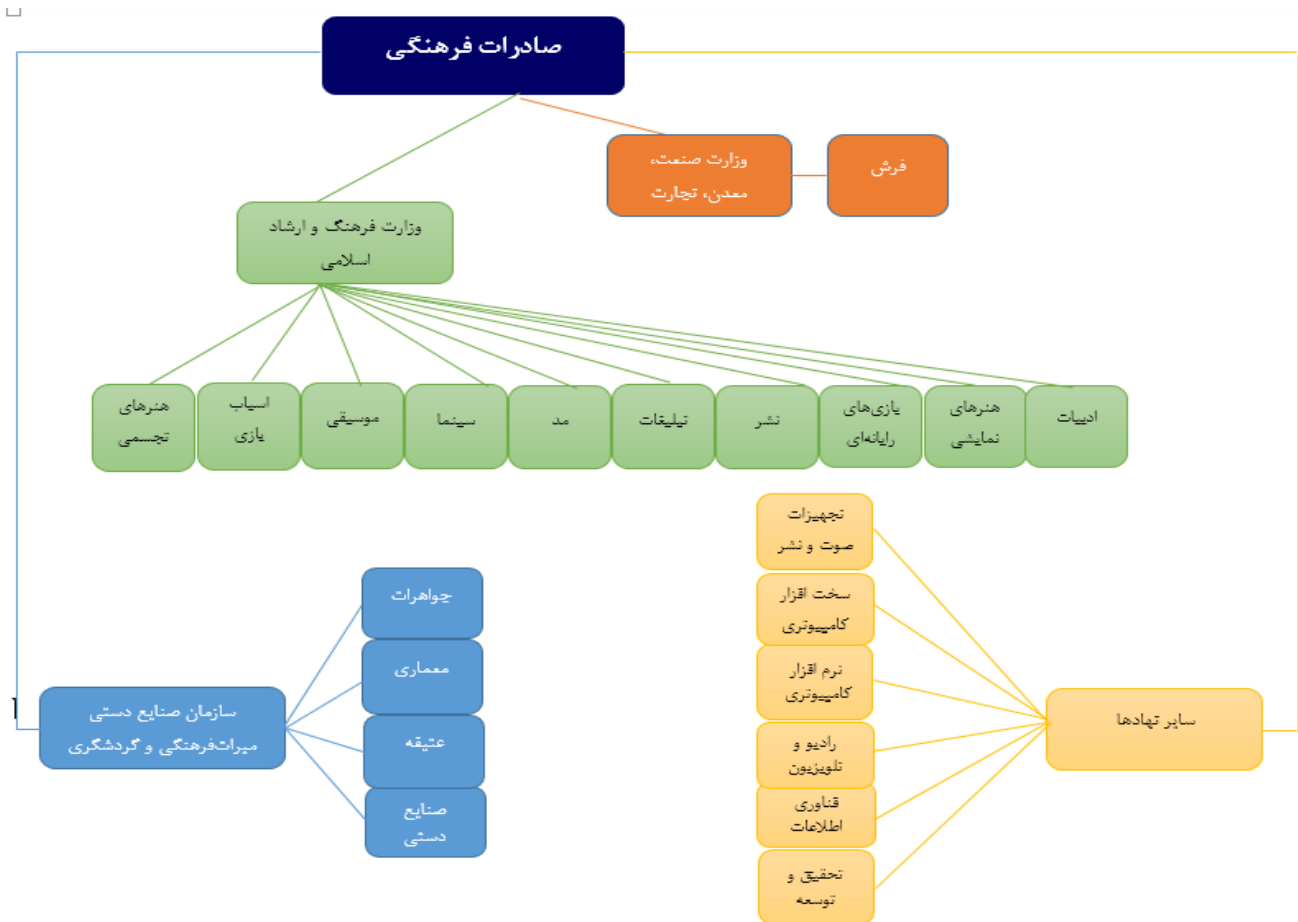 صادرات فرهنگی
وزارت صنعت،
معدن، تجارت
فرش
وزارت فرهنگ و ارشاد
اسلامی
ادبیات
هنرهای
نمایشی
بازی‌های
رایانه‌ای
نشر
تبلیغات
مد
سینما
موسیقی
اسباب
بازی
هنرهای
تجسمی
تجهیزات
صوت و نشر
سخت افزار
کامپیوتری
نرم افزار
کامپیوتری
رادیو و
تلویزیون
فناوری
اطلاعات
تحقیق و
توسعه
سایر نهادها
جواهرات
معماری
عتیقه
صنایع
دستی
سازمان صنایع دستی
میراث‌فرهنگی و گردشگری